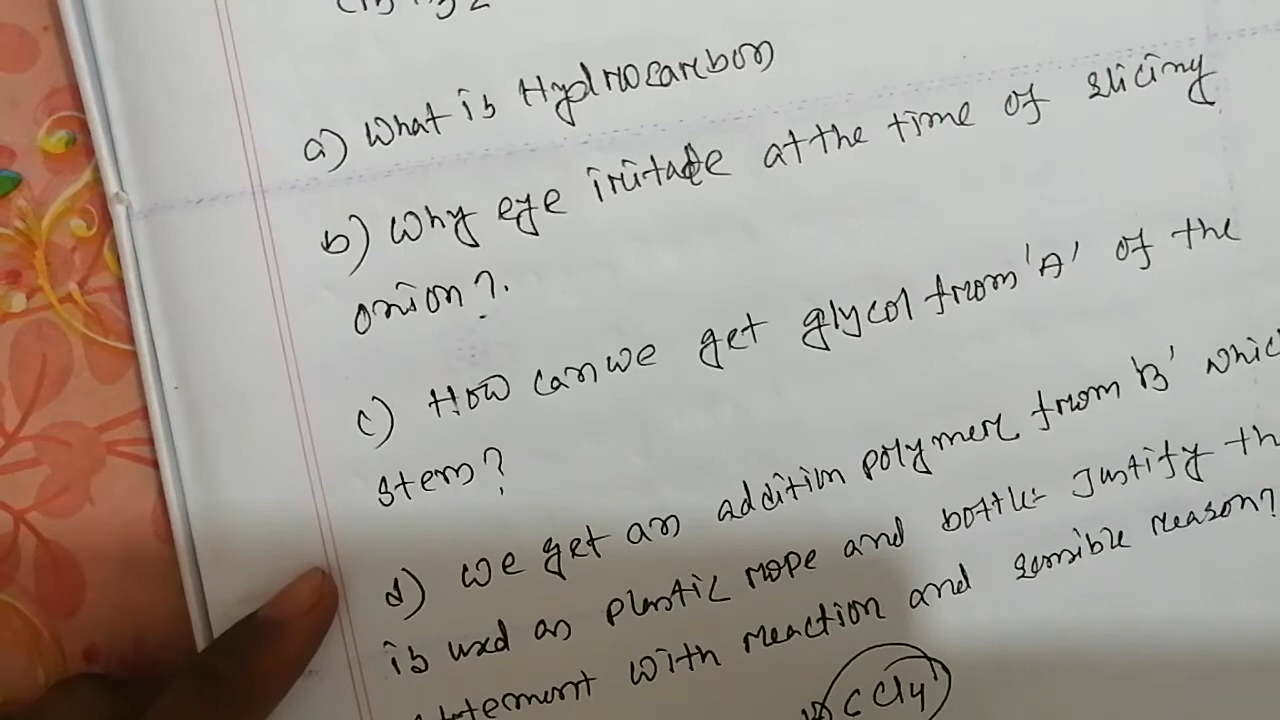 a) What is Hydrocarbon
b) Why eye irritate at the time of slicing
onion?.
c) How can we get glycol from 'A' of the
stem?
d) We get an addition polymer from 'B' which
is used as plastic rope and bottle. Justify the
statement with reaction and sensible reason?
CCl4